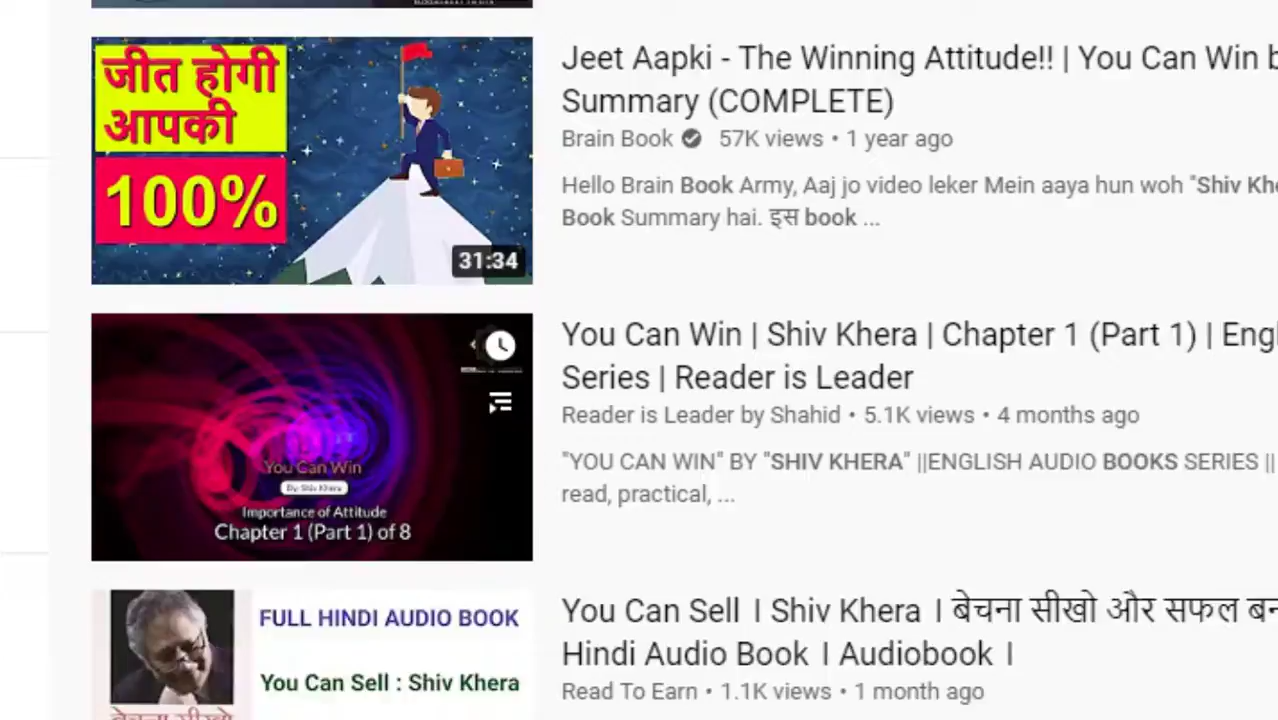 जीत होगी
आपकी
100%
31:34
Jeet Aapki - The Winning Attitude!! | You Can Win b
Summary (COMPLETE)
Brain Book 57K views • 1 year ago
Hello Brain Book Army, Aaj jo video leker Mein aaya hun woh "Shiv Khe
Book Summary hai. इस book ...
You Can Win
By: Shiv Khera
Importance of Attitude
Chapter 1 (Part 1) of 8
You Can Win | Shiv Khera | Chapter 1 (Part 1) | Engl
Series | Reader is Leader
Reader is Leader by Shahid • 5.1K views • 4 months ago
"YOU CAN WIN" BY "SHIV KHERA" ||ENGLISH AUDIO BOOKS SERIES ||
read, practical, ...
FULL HINDI AUDIO BOOK
You Can Sell : Shiv Khera
बेचना सीखो
You Can Sell I Shiv Khera I बेचना सीखो और सफल बन
Hindi Audio Book I Audiobook I
Read To Earn • 1.1K views • 1 month ago